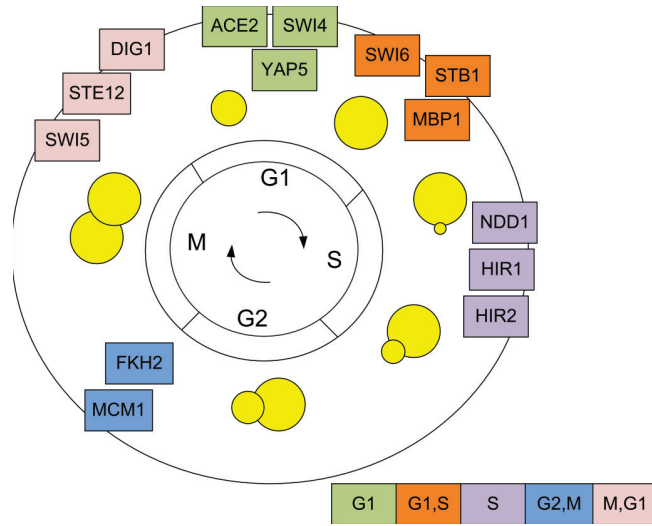 ACE2 SWI4
DIG1 YAP5 SWI6
STE12 STB1
SWI5 MBP1
G1
NDD1
M S
HIR1
G2 HIR2
FKH2
MCM1
G1 G1,S S G2,M M,G1